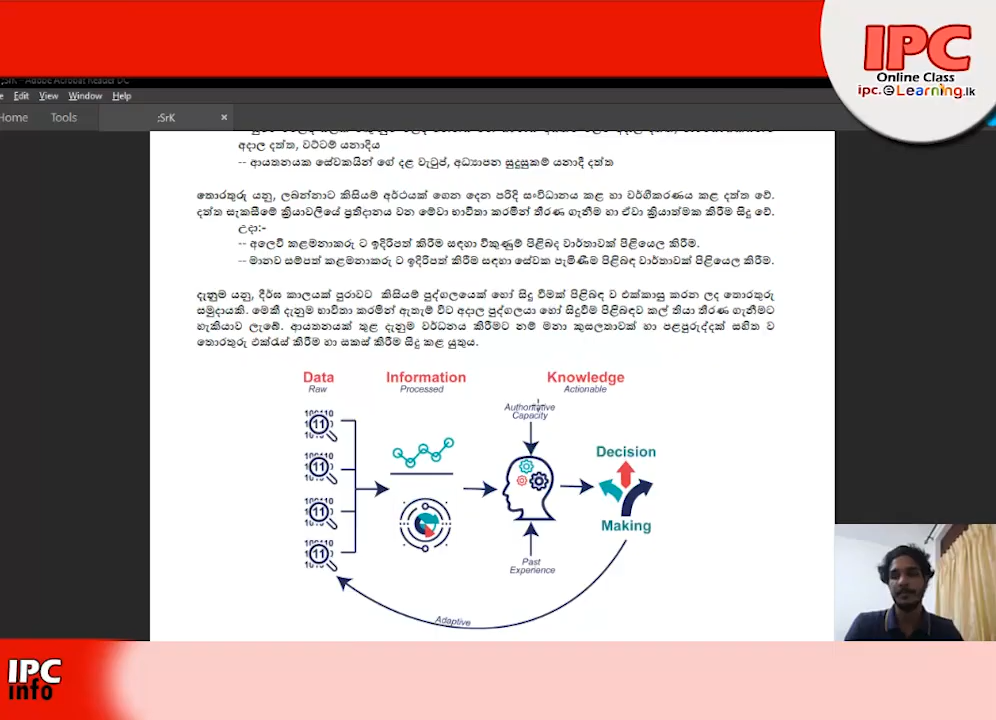 IPC
Online Class
ipc.eLearning.lk
Edit View Window Help
Home Tools ;SrK ×
අදාල දත්ත, වට්ටම් යනාදිය
-- ආයතනයක සේවකයින් ගේ දළ වැටුප්, අධ්‍යාපන සුදුසුකම් යනාදී දත්ත
තොරතුරු යනු, ලබන්නාට කිසියම් අර්ථයක් ගෙන දෙන පරිදි සංවිධානය කළ හා වර්ගීකරණය කළ දත්ත වේ.
දත්ත සැකසීමේ ක්‍රියාවලියේ ප්‍රතිදානය වන මේවා භාවිතා කරමින් තීරණ ගැනීම හා ඒවා ක්‍රියාත්මක කිරීම සිදු වේ.
උදා:-
-- අලෙවි කළමනාකරු ට ඉදිරිපත් කිරීම සඳහා විකුණුම් පිළිබද වාර්තාවක් පිළියෙල කිරීම.
-- මානව සම්පත් කළමනාකරු ට ඉදිරිපත් කිරීම සඳහා සේවක පැමිණීම පිළිබඳ වාර්තාවක් පිළියෙල කිරීම.
දැනුම යනු, දීර්ඝ කාලයක් පුරාවට කිසියම් පුද්ගලයෙක් හෝ සිදු වීමක් පිළිබඳ ව එක්කාසු කරන ලද තොරතුරු
සමුදායකි. මෙකී දැනුම භාවිතා කරමින් ඇතැම් විට අදාල පුද්ගලයා හෝ සිදුවීම පිළිබඳව කල් තියා තීරණ ගැනීමට
හැකියාව ලැබේ. ආයතනයක් තුළ දැනුම වර්ධනය කිරීමට නම් මනා කුසලතාවක් හා පළපුරුද්දක් සහිත ව
තොරතුරු එක්රැස් කිරීම හා සකස් කිරීම සිදු කළ යුතුය.
Data Information Knowledge
Raw Processed Actionable
Authoritative
Capacity
Decision
Making
Past
Experience
Adaptive
IPC
info